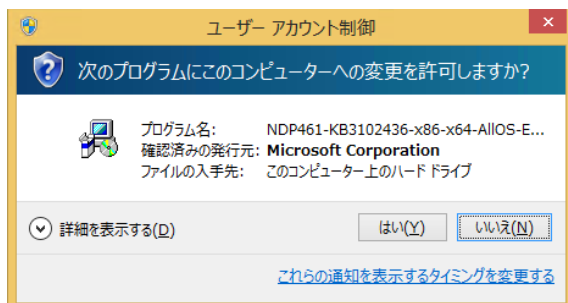 ユーザー アカウント制御
次のプログラムにこのコンピューターへの変更を許可しますか?
プログラム名: NDP461-KB3102436-x86-x64-AllOS-E...
確認済みの発行元: Microsoft Corporation
ファイルの入手先: このコンピューター上のハード ドライブ
詳細を表示する(D) はい(Y) いいえ(N)
これらの通知を表示するタイミングを変更する